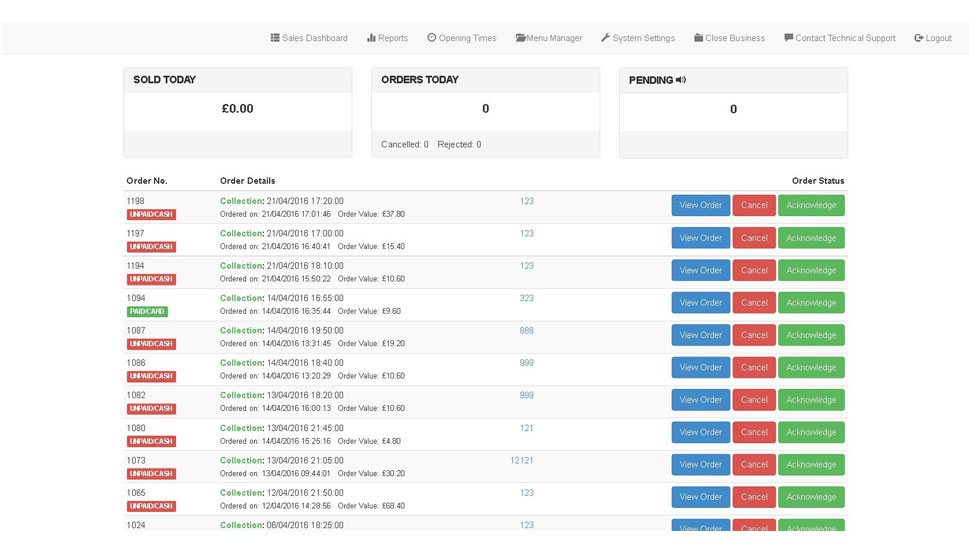 Sales Dashboard Reports Opening Times Menu Manager System Settings Close Business Contact Technical Support Logout
SOLD TODAY ORDERS TODAY PENDING
£0.00 0 0
Cancelled: 0 Rejected: 0
Order No. Order Details Order Status
1198 Collection: 21/04/2016 17:20:00 123 View Order Cancel Acknowledge
UNPAID/CASH Ordered on: 21/04/2016 17:01:46 Order Value: £37.80
1197 Collection: 21/04/2016 17:00:00 123 View Order Cancel Acknowledge
UNPAID/CASH Ordered on: 21/04/2016 16:40:41 Order Value: £15.40
1194 Collection: 21/04/2016 18:10:00 123 View Order Cancel Acknowledge
UNPAID/CASH Ordered on: 21/04/2016 15:50:22 Order Value: £10.60
1094 Collection: 14/04/2016 16:55:00 323 View Order Cancel Acknowledge
PAID/CARD Ordered on: 14/04/2016 16:35:44 Order Value: £9.60
1087 Collection: 14/04/2016 19:50:00 888 View Order Cancel Acknowledge
UNPAID/CASH Ordered on: 14/04/2016 13:31:45 Order Value: £19.20
1086 Collection: 14/04/2016 18:40:00 999 View Order Cancel Acknowledge
UNPAID/CASH Ordered on: 14/04/2016 13:20:29 Order Value: £10.60
1082 Collection: 13/04/2016 18:20:00 999 View Order Cancel Acknowledge
UNPAID/CASH Ordered on: 14/04/2016 16:00:13 Order Value: £10.60
1080 Collection: 13/04/2016 21:45:00 121 View Order Cancel Acknowledge
UNPAID/CASH Ordered on: 14/04/2016 15:25:16 Order Value: £4.80
1073 Collection: 13/04/2016 21:05:00 12121 View Order Cancel Acknowledge
UNPAID/CASH Ordered on: 13/04/2016 09:44:01 Order Value: £30.20
1065 Collection: 12/04/2016 21:50:00 123 View Order Cancel Acknowledge
UNPAID/CASH Ordered on: 12/04/2016 14:28:56 Order Value: £68.40
1024 Collection: 06/04/2016 18:25:00 123 View Order Cancel Acknowledge